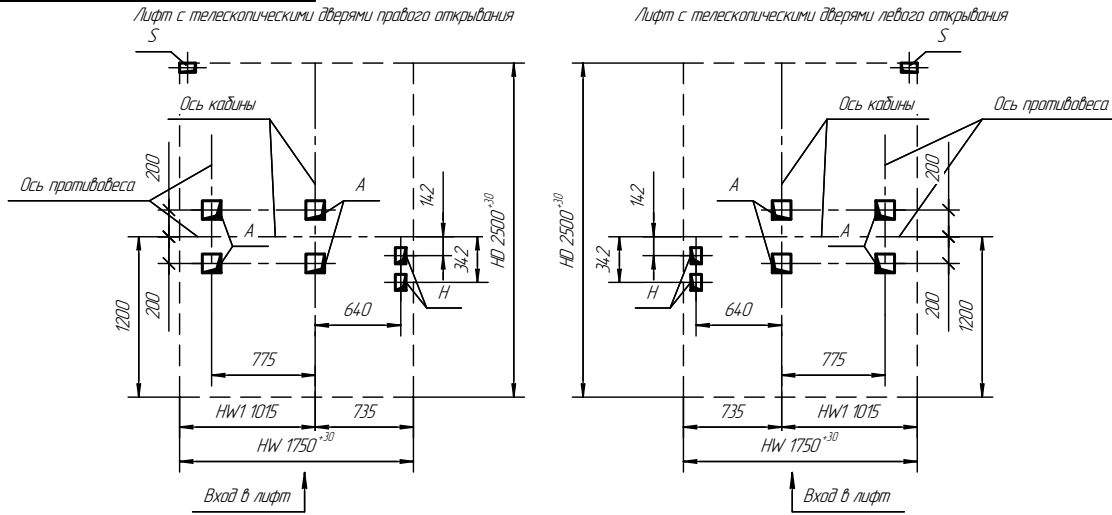 Лифт с телескопическими дверями правого открывания
S
Ось кабины
200
Ось противовеса
A
142
A
HD 2500⁺³⁰
342
H
1200
200
640
775
HW1 1015
735
HW 1750⁺³⁰
Вход в лифт
Лифт с телескопическими дверями левого открывания
S
Ось кабины
Ось противовеса
HD 2500⁺³⁰
142
A
200
A
342
H
640
200
1200
775
735
HW1 1015
HW 1750⁺³⁰
Вход в лифт